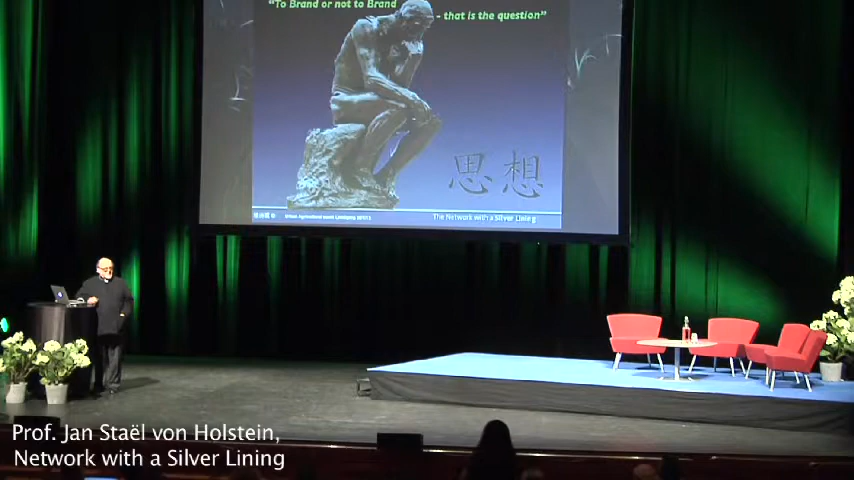 "To Brand or not to Brand
- that is the question"
思想
The Network with a Silver Lining
Prof. Jan Staël von Holstein,
Network with a Silver Lining